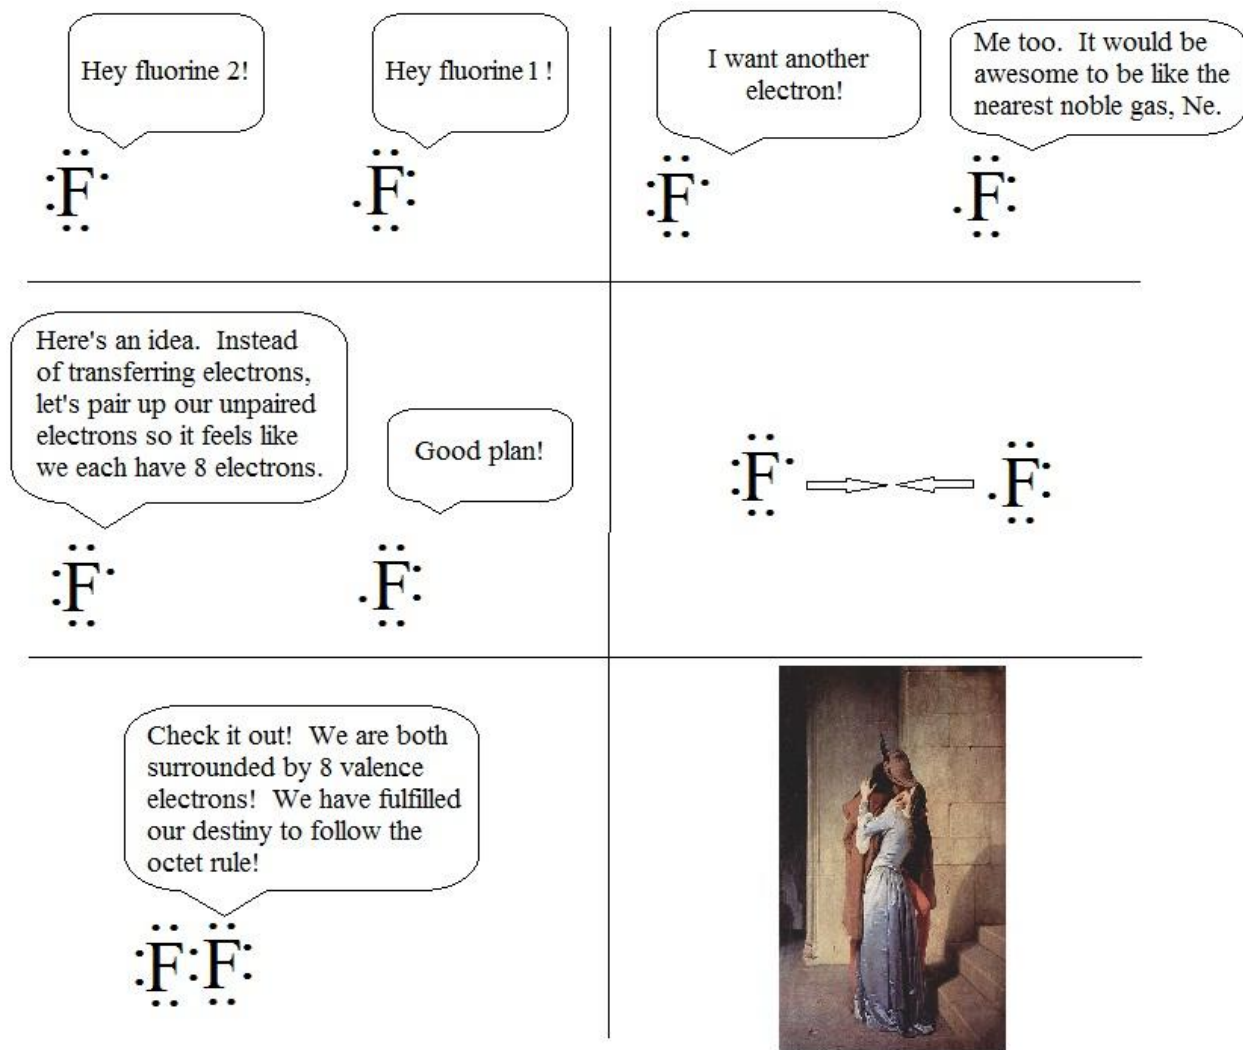 Hey fluorine 2!
Hey fluorine 1 !
F
F
I want another
electron!
Me too.  It would be
awesome to be like the
nearest noble gas, Ne.
F
F
Here's an idea.  Instead
of transferring electrons,
let's pair up our unpaired
electrons so it feels like
we each have 8 electrons.
Good plan!
F
F
F
F
Check it out!  We are both
surrounded by 8 valence
electrons!  We have fulfilled
our destiny to follow the
octet rule!
F F